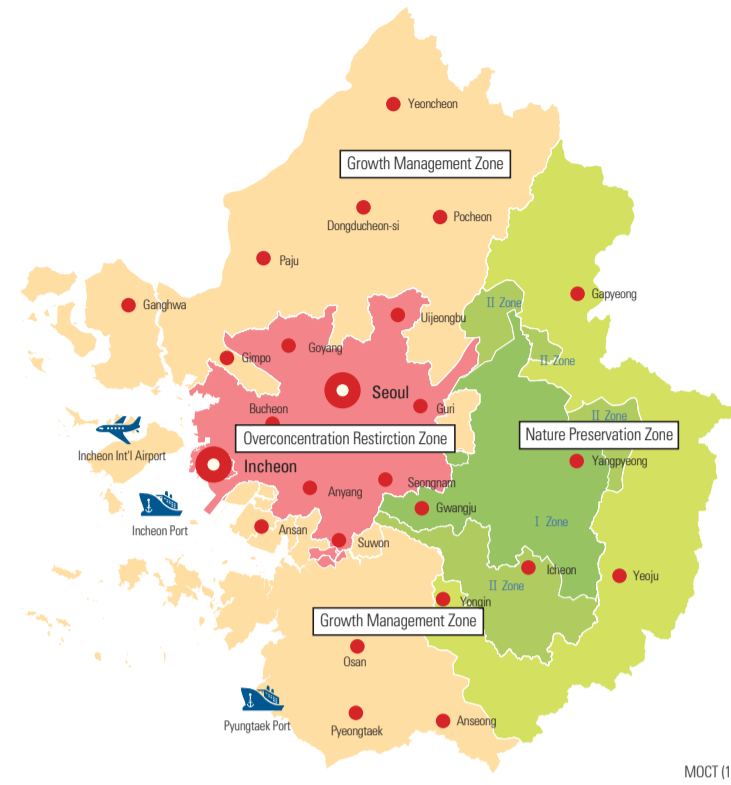 Yeoncheon
Growth Management Zone
Dongducheon-si
Pocheon
Paju
Ganghwa
Gapyeong
II Zone
Uijeongbu
Goyang
Gimpo
II Zone
Seoul
Bucheon
Guri
II Zone
Overconcentration Restirction Zone
Nature Preservation Zone
Incheon Int'l Airport
Incheon
Yangpyeong
Anyang
Seongnam
Gwangju
I Zone
Incheon Port
Ansan
Suwon
Icheon
Yeoju
II Zone
Yongin
Growth Management Zone
Osan
Pyungtaek Port
Pyeongtaek
Anseong
MOCT (1